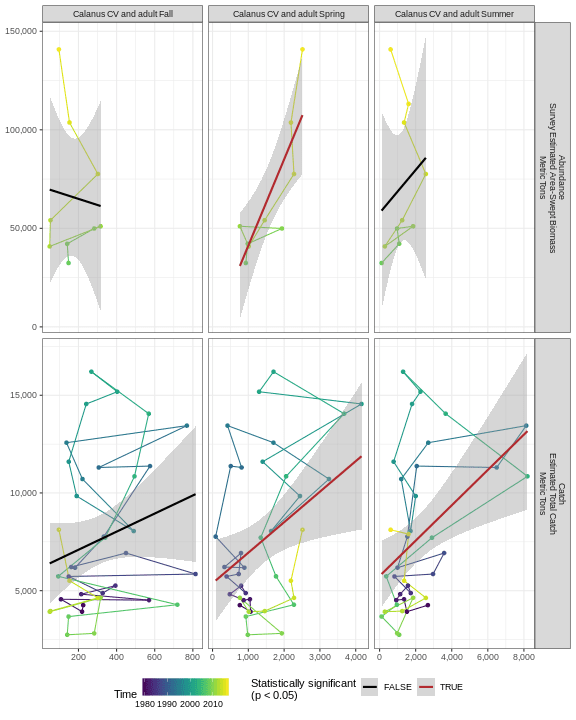 Calanus CV and adult Fall
Calanus CV and adult Spring
Calanus CV and adult Summer
150,000
100,000
50,000
0
Abundance
Survey Estimated Area-Swept Biomass
Metric Tons
15,000
10,000
5,000
Catch
Estimated Total Catch
Metric Tons
200 400 600 800
0 1,000 2,000 3,000 4,000
0 2,000 4,000 6,000 8,000
Time
1980 1990 2000 2010
Statistically significant
(p < 0.05)
FALSE
TRUE